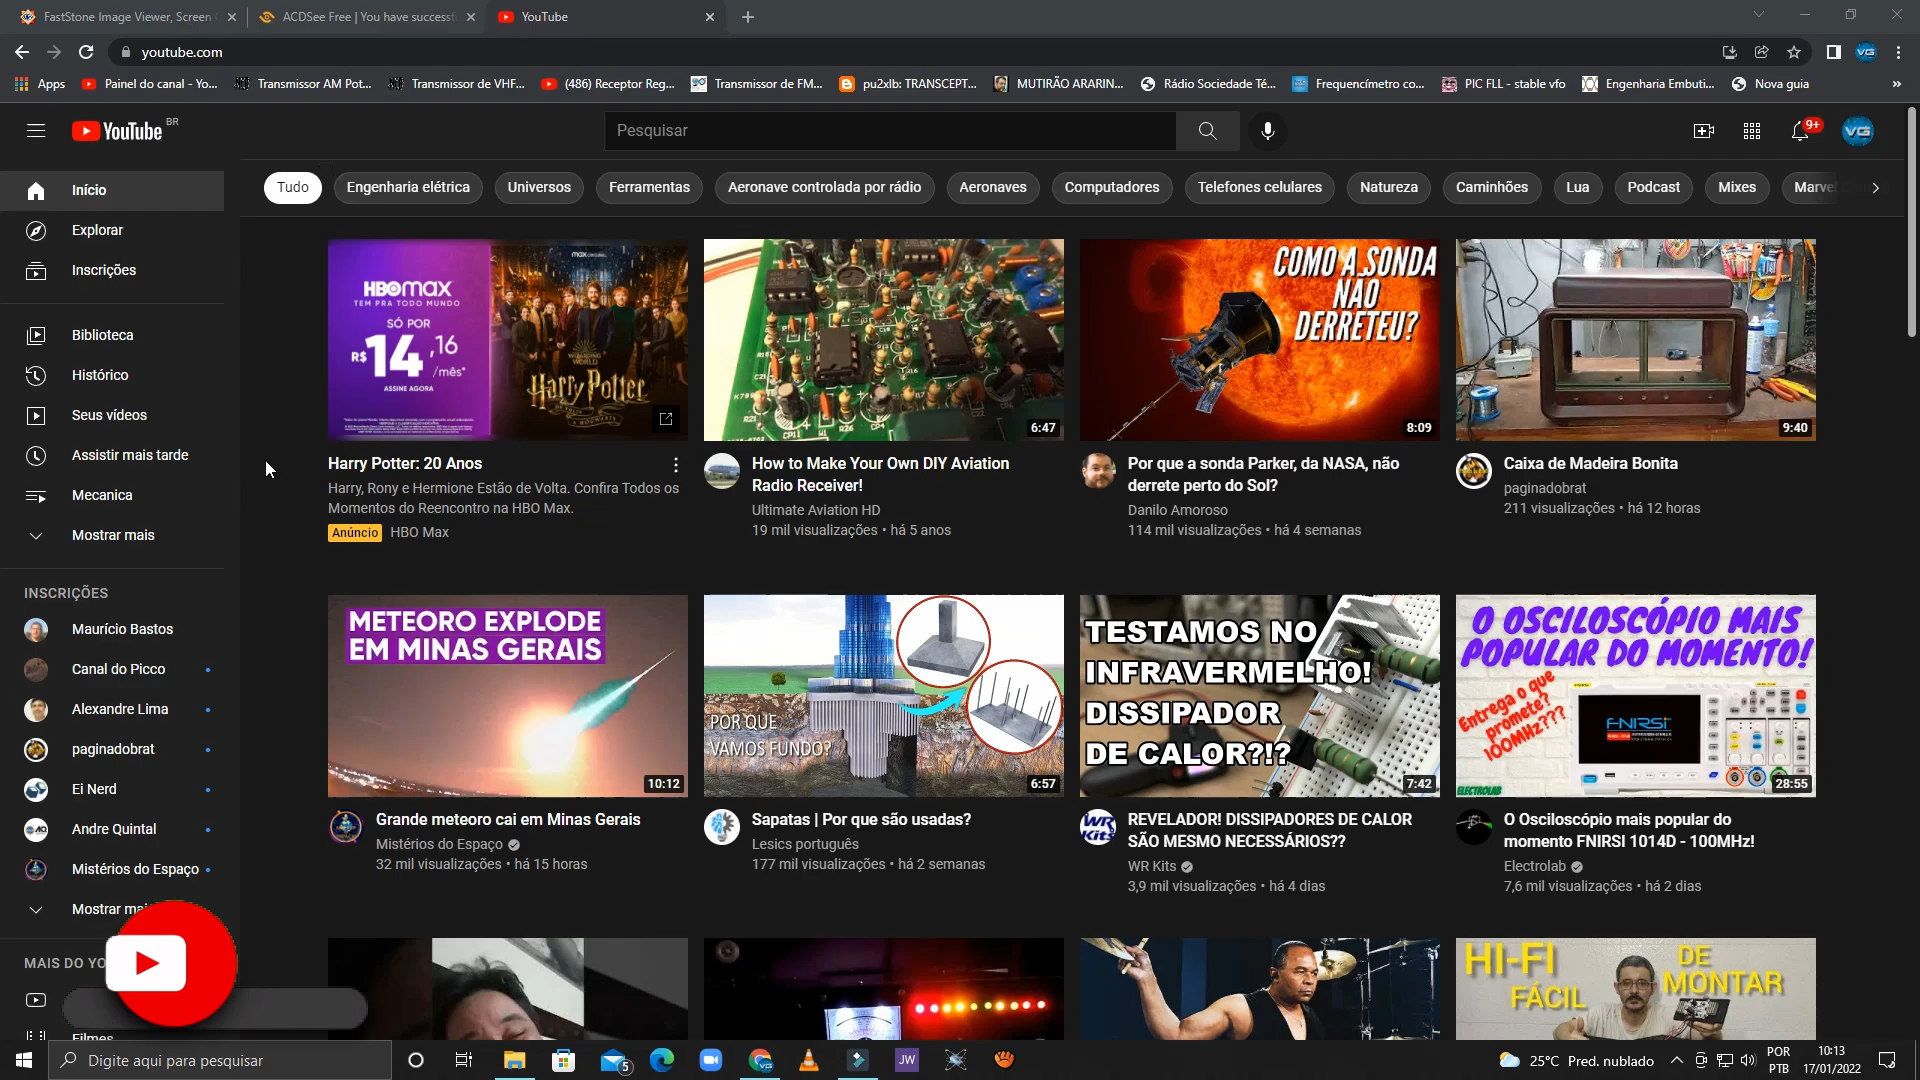 FastStone Image Viewer, Screen C
ACDSee Free | You have successfu
YouTube
youtube.com
Apps
Painel do canal - Yo...
Transmissor AM Pot...
Transmissor de VHF...
(486) Receptor Reg...
Transmissor de FM...
pu2xlb: TRANSCEPT...
MUTIRÃO ARARIN...
Rádio Sociedade Té...
Frequencímetro co...
PIC FLL - stable vfo
Engenharia Embuti...
Nova guia
YouTube BR
Pesquisar
9+
VG
Início
Explorar
Inscrições
Biblioteca
Histórico
Seus vídeos
Assistir mais tarde
Mecanica
Mostrar mais
INSCRIÇÕES
Maurício Bastos
Canal do Picco
Alexandre Lima
paginadobrat
Ei Nerd
Andre Quintal
Mistérios do Espaço
Mostrar mai
MAIS DO YO
Filmes
Tudo
Engenharia elétrica
Universos
Ferramentas
Aeronave controlada por rádio
Aeronaves
Computadores
Telefones celulares
Natureza
Caminhões
Lua
Podcast
Mixes
Marvel
HBOmax
TEM PRA TODO MUNDO
SÓ POR
R$14,16
/mês*
ASSINE AGORA
max original
WIZARDING WORLD
Harry Potter
Harry Potter: 20 Anos
Harry, Rony e Hermione Estão de Volta. Confira Todos os
Momentos do Reencontro na HBO Max.
Anúncio HBO Max
6:47
How to Make Your Own DIY Aviation
Radio Receiver!
Ultimate Aviation HD
19 mil visualizações • há 5 anos
COMO A SONDA
NÃO
DERRETEU?
8:09
Por que a sonda Parker, da NASA, não
derrete perto do Sol?
Danilo Amoroso
114 mil visualizações • há 4 semanas
9:40
Caixa de Madeira Bonita
paginadobrat
211 visualizações • há 12 horas
METEORO EXPLODE
EM MINAS GERAIS
10:12
Grande meteoro cai em Minas Gerais
Mistérios do Espaço
32 mil visualizações • há 15 horas
POR QUE
VAMOS FUNDO?
6:57
Sapatas | Por que são usadas?
Lesics português
177 mil visualizações • há 2 semanas
TESTAMOS NO
INFRAVERMELHO!
DISSIPADOR
DE CALOR?!?
7:42
WR Kits
REVELADOR! DISSIPADORES DE CALOR
SÃO MESMO NECESSÁRIOS??
WR Kits
3,9 mil visualizações • há 4 dias
O OSCILOSCÓPIO MAIS
POPULAR DO MOMENTO!
Entrega o que
promete?
100MHz???
FNIRSI
ELECTROLAB
28:55
O Osciloscópio mais popular do
momento FNIRSI 1014D - 100MHz!
Electrolab
7,6 mil visualizações • há 2 dias
HI-FI
FÁCIL
DE
MONTAR
Digite aqui para pesquisar
5
JW
25°C Pred. nublado
POR
PTB
10:13
17/01/2022